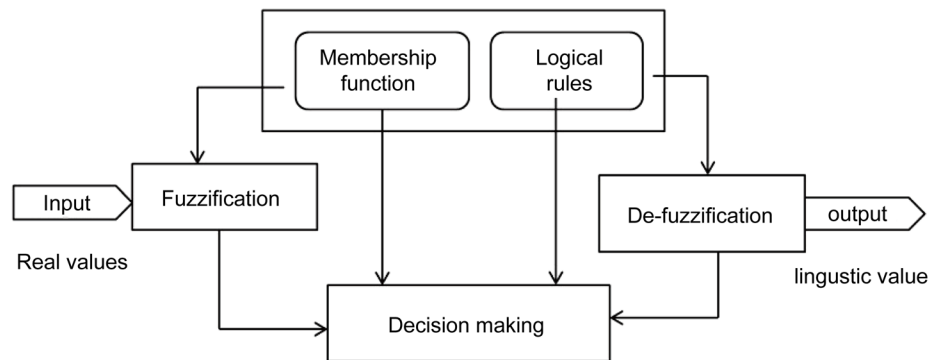 Membership
function
Logical
rules
Input
Fuzzification
De-fuzzification
output
Real values
lingustic value
Decision making